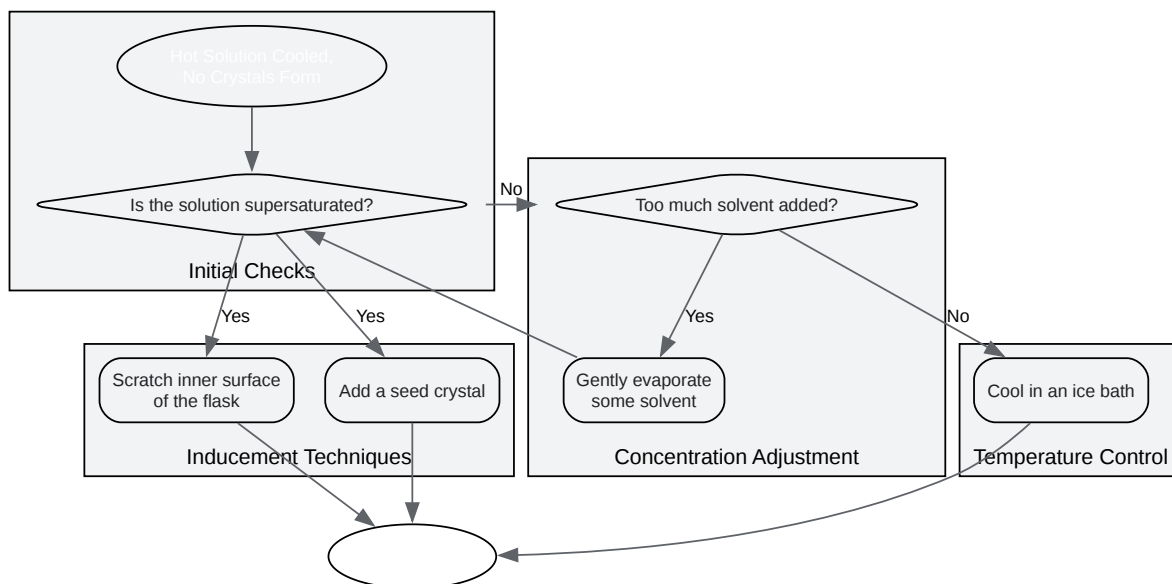 Hot Solution Cooled,
No Crystals Form
Is the solution supersaturated?
No
Too much solvent added?
Initial Checks
Yes
Yes
Yes
No
Scratch inner surface
of the flask
Add a seed crystal
Gently evaporate
some solvent
Cool in an ice bath
Inducement Techniques
Concentration Adjustment
Temperature Control